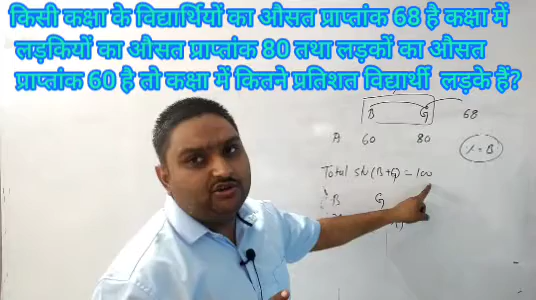 किसी कक्षा के विद्यार्थियों का औसत प्राप्तांक 68 है कक्षा में
लड़कियों का औसत प्राप्तांक 80 तथा लड़कों का औसत
प्राप्तांक 60 है तो कक्षा में कितने प्रतिशत विद्यार्थी लड़के हैं?
B G 68
A 60 80
x = B
Total stu (B+G) = 100
B G